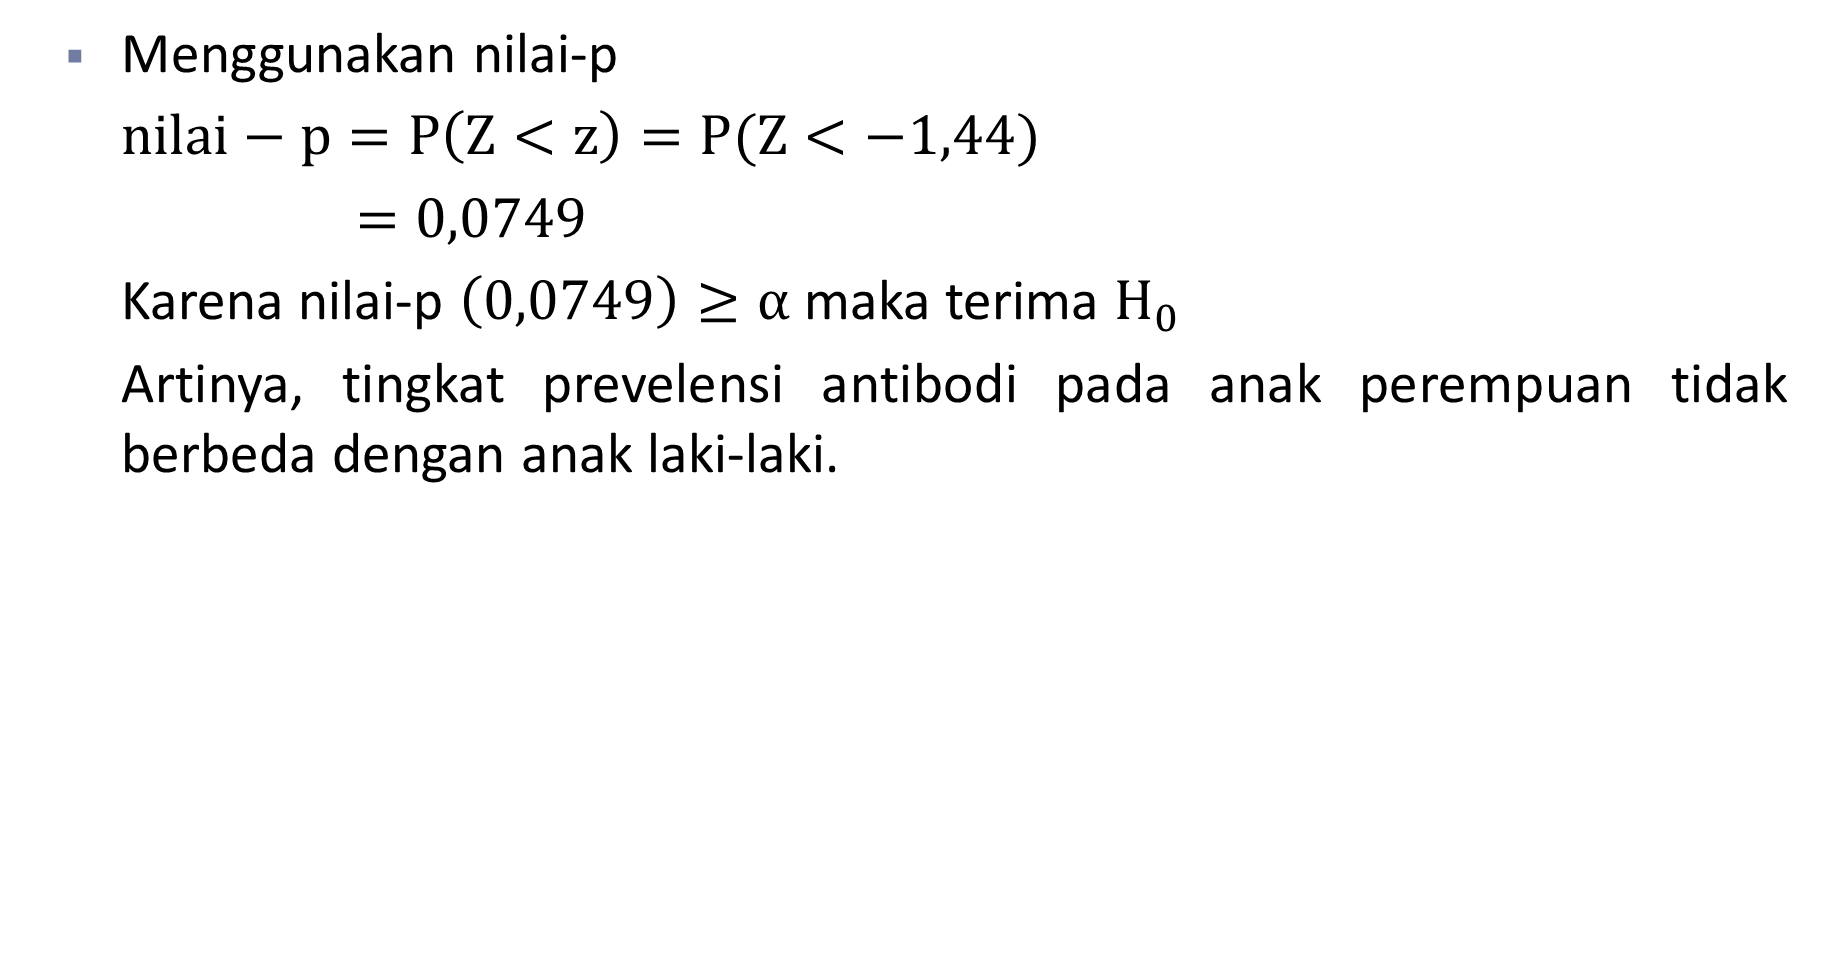 ▪ Menggunakan nilai-p
nilai − p = P(Z < z) = P(Z < −1,44)
= 0,0749
Karena nilai-p (0,0749) ≥ α maka terima H₀
Artinya, tingkat prevelensi antibodi pada anak perempuan tidak
berbeda dengan anak laki-laki.